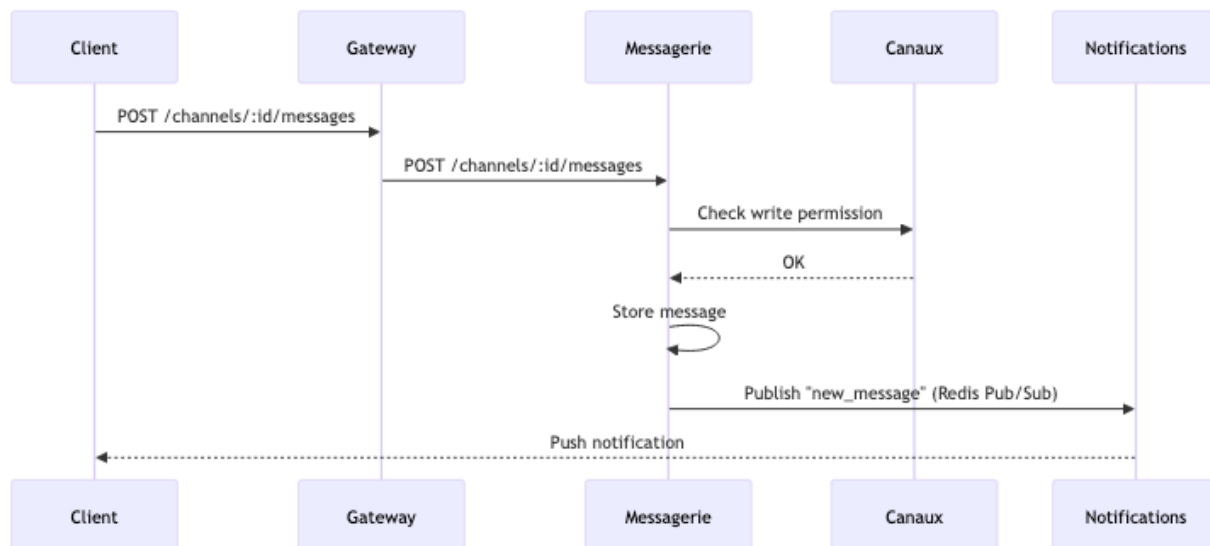 Client Gateway Messagerie Canaux Notifications
POST /channels/:id/messages
POST /channels/:id/messages
Check write permission
OK
Store message
Publish "new_message" (Redis Pub/Sub)
Push notification
Client Gateway Messagerie Canaux Notifications